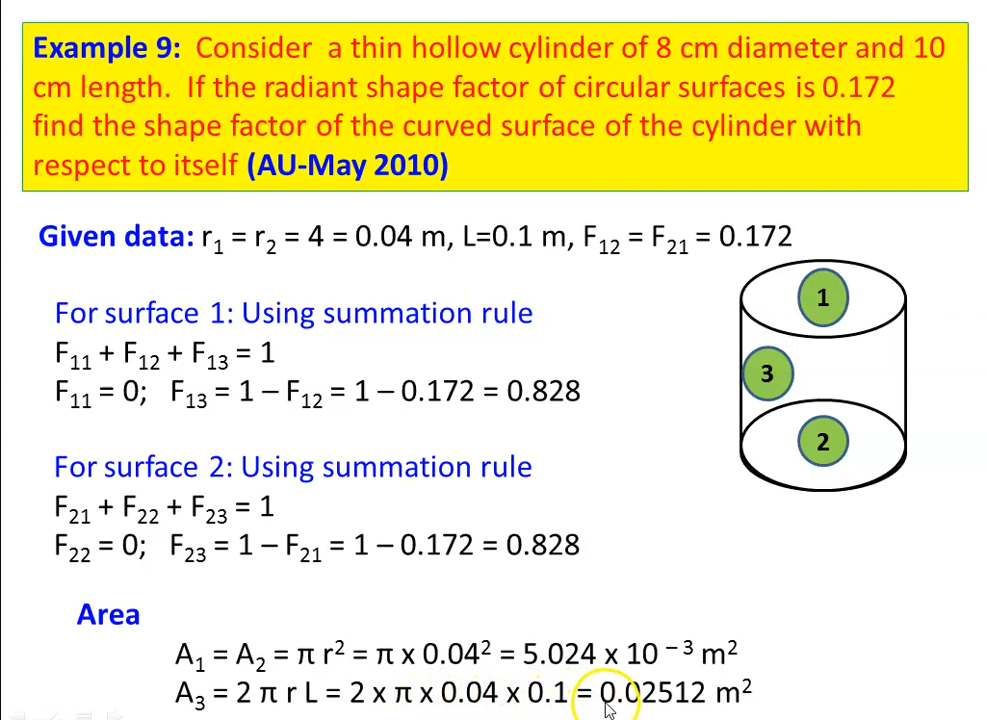 Example 9: Consider a thin hollow cylinder of 8 cm diameter and 10
cm length. If the radiant shape factor of circular surfaces is 0.172
find the shape factor of the curved surface of the cylinder with
respect to itself (AU-May 2010)
Given data: r₁ = r₂ = 4 = 0.04 m, L=0.1 m, F₁₂ = F₂₁ = 0.172
For surface 1: Using summation rule
F₁₁ + F₁₂ + F₁₃ = 1
F₁₁ = 0; F₁₃ = 1 – F₁₂ = 1 – 0.172 = 0.828
1
3
2
For surface 2: Using summation rule
F₂₁ + F₂₂ + F₂₃ = 1
F₂₂ = 0; F₂₃ = 1 – F₂₁ = 1 – 0.172 = 0.828
Area
A₁ = A₂ = π r² = π x 0.04² = 5.024 x 10⁻³ m²
A₃ = 2 π r L = 2 x π x 0.04 x 0.1 = 0.02512 m²